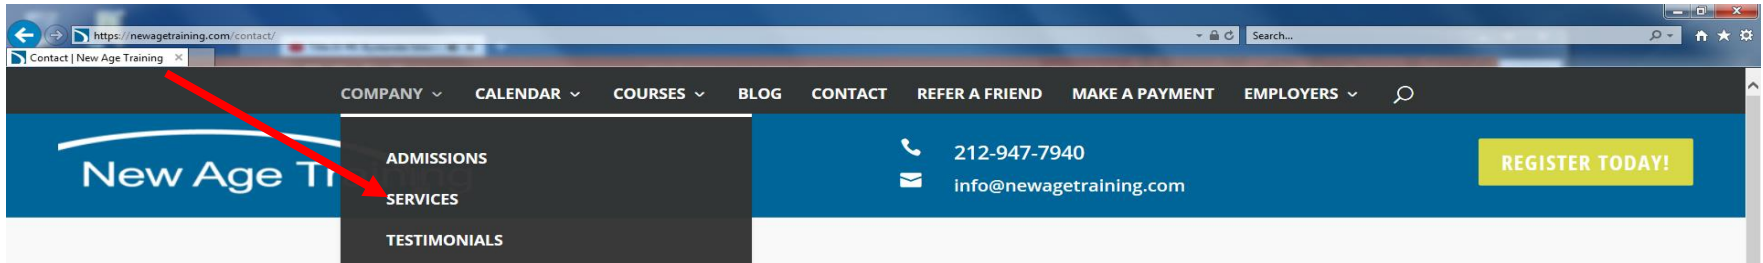 https://newagetraining.com/contact/
Search...
Contact | New Age Training
COMPANY CALENDAR COURSES BLOG CONTACT REFER A FRIEND MAKE A PAYMENT EMPLOYERS
New Age
ADMISSIONS
SERVICES
TESTIMONIALS
212-947-7940
info@newagetraining.com
REGISTER TODAY!